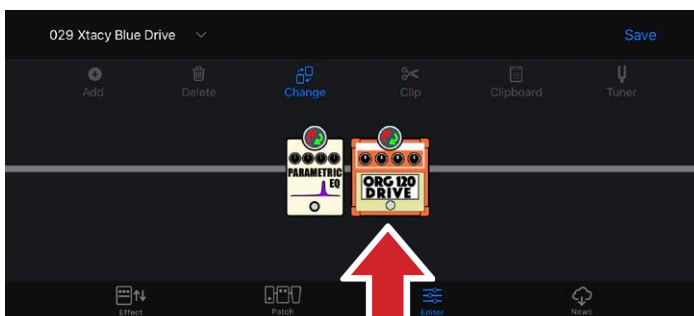 029 Xtacy Blue Drive
Save
Add
Delete
Change
Clip
Clipboard
Tuner
PARAMETRIC
EQ
ORG 120
DRIVE
Effect
Patch
Editor
News